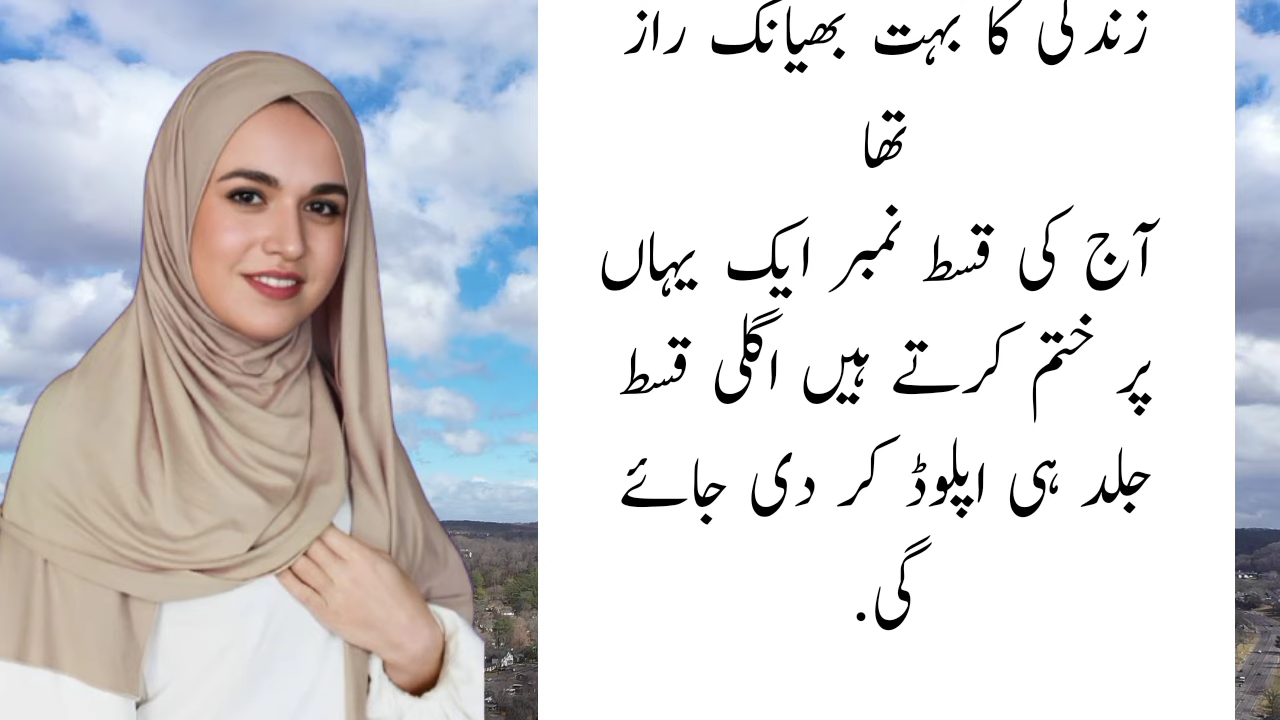 زندگی کا بہت بھیانک راز
تھا
آج کی قسط نمبر ایک یہاں
پر ختم کرتے ہیں اگلی قسط
جلد ہی اپلوڈ کر دی جائے
گی.